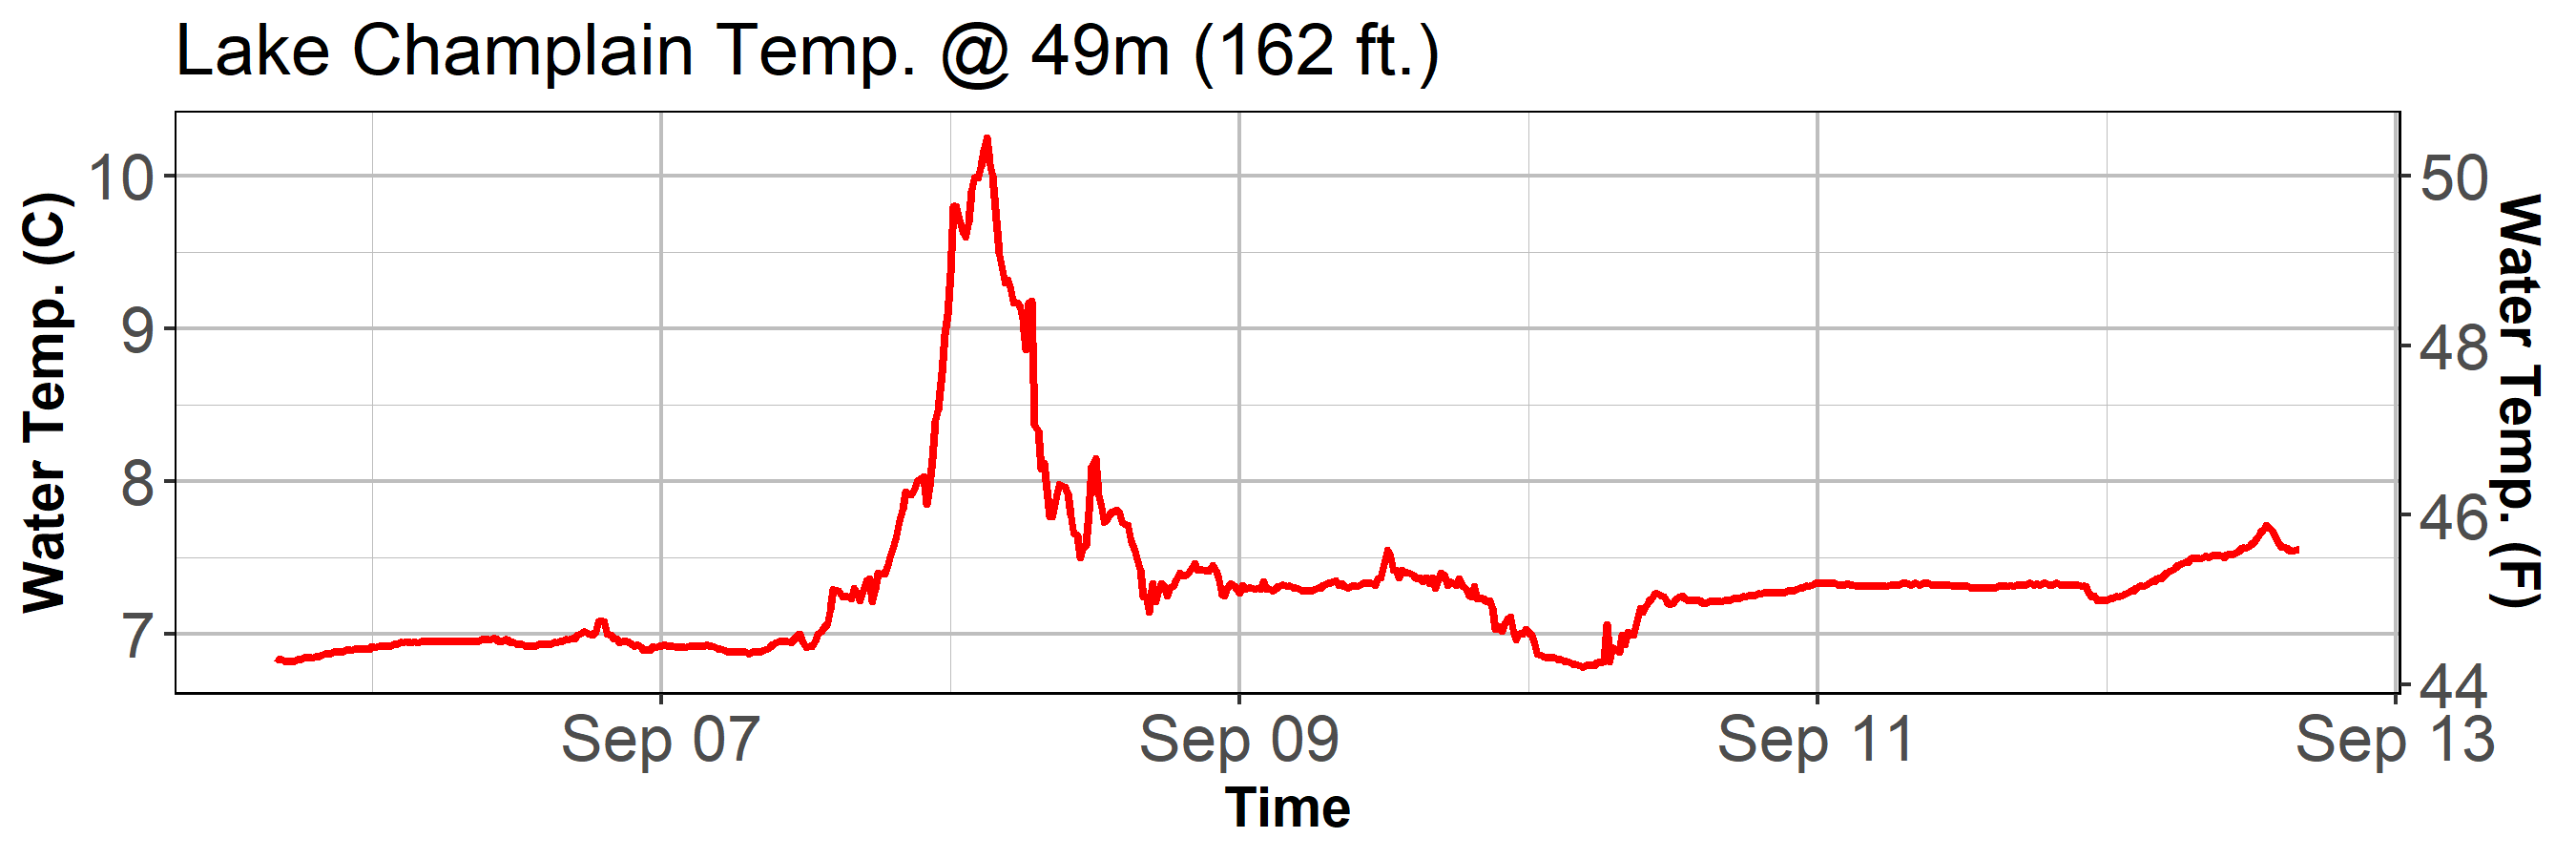 Lake Champlain Temp. @ 49m (162 ft.)
Water Temp. (C)
10
9
8
7
50
48
46
44
Water Temp. (F)
Sep 07
Sep 09
Sep 11
Sep 13
Time